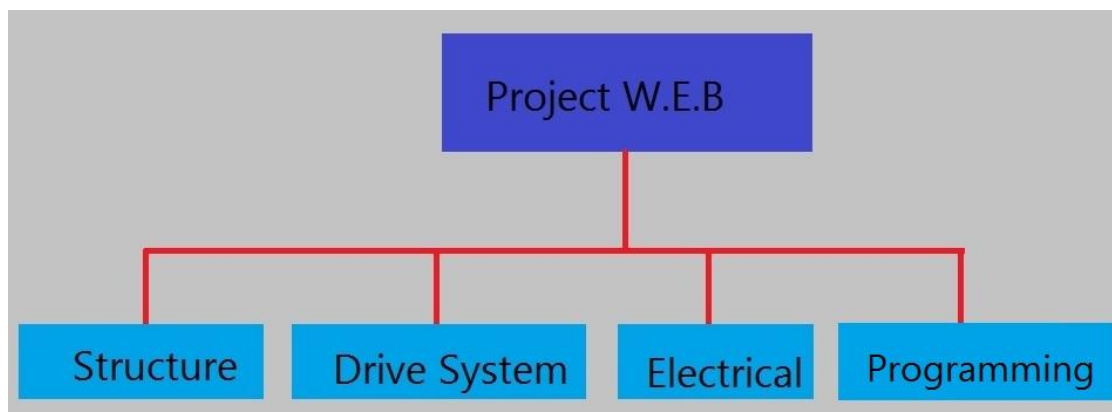 Project W.E.B
Structure
Drive System
Electrical
Programming